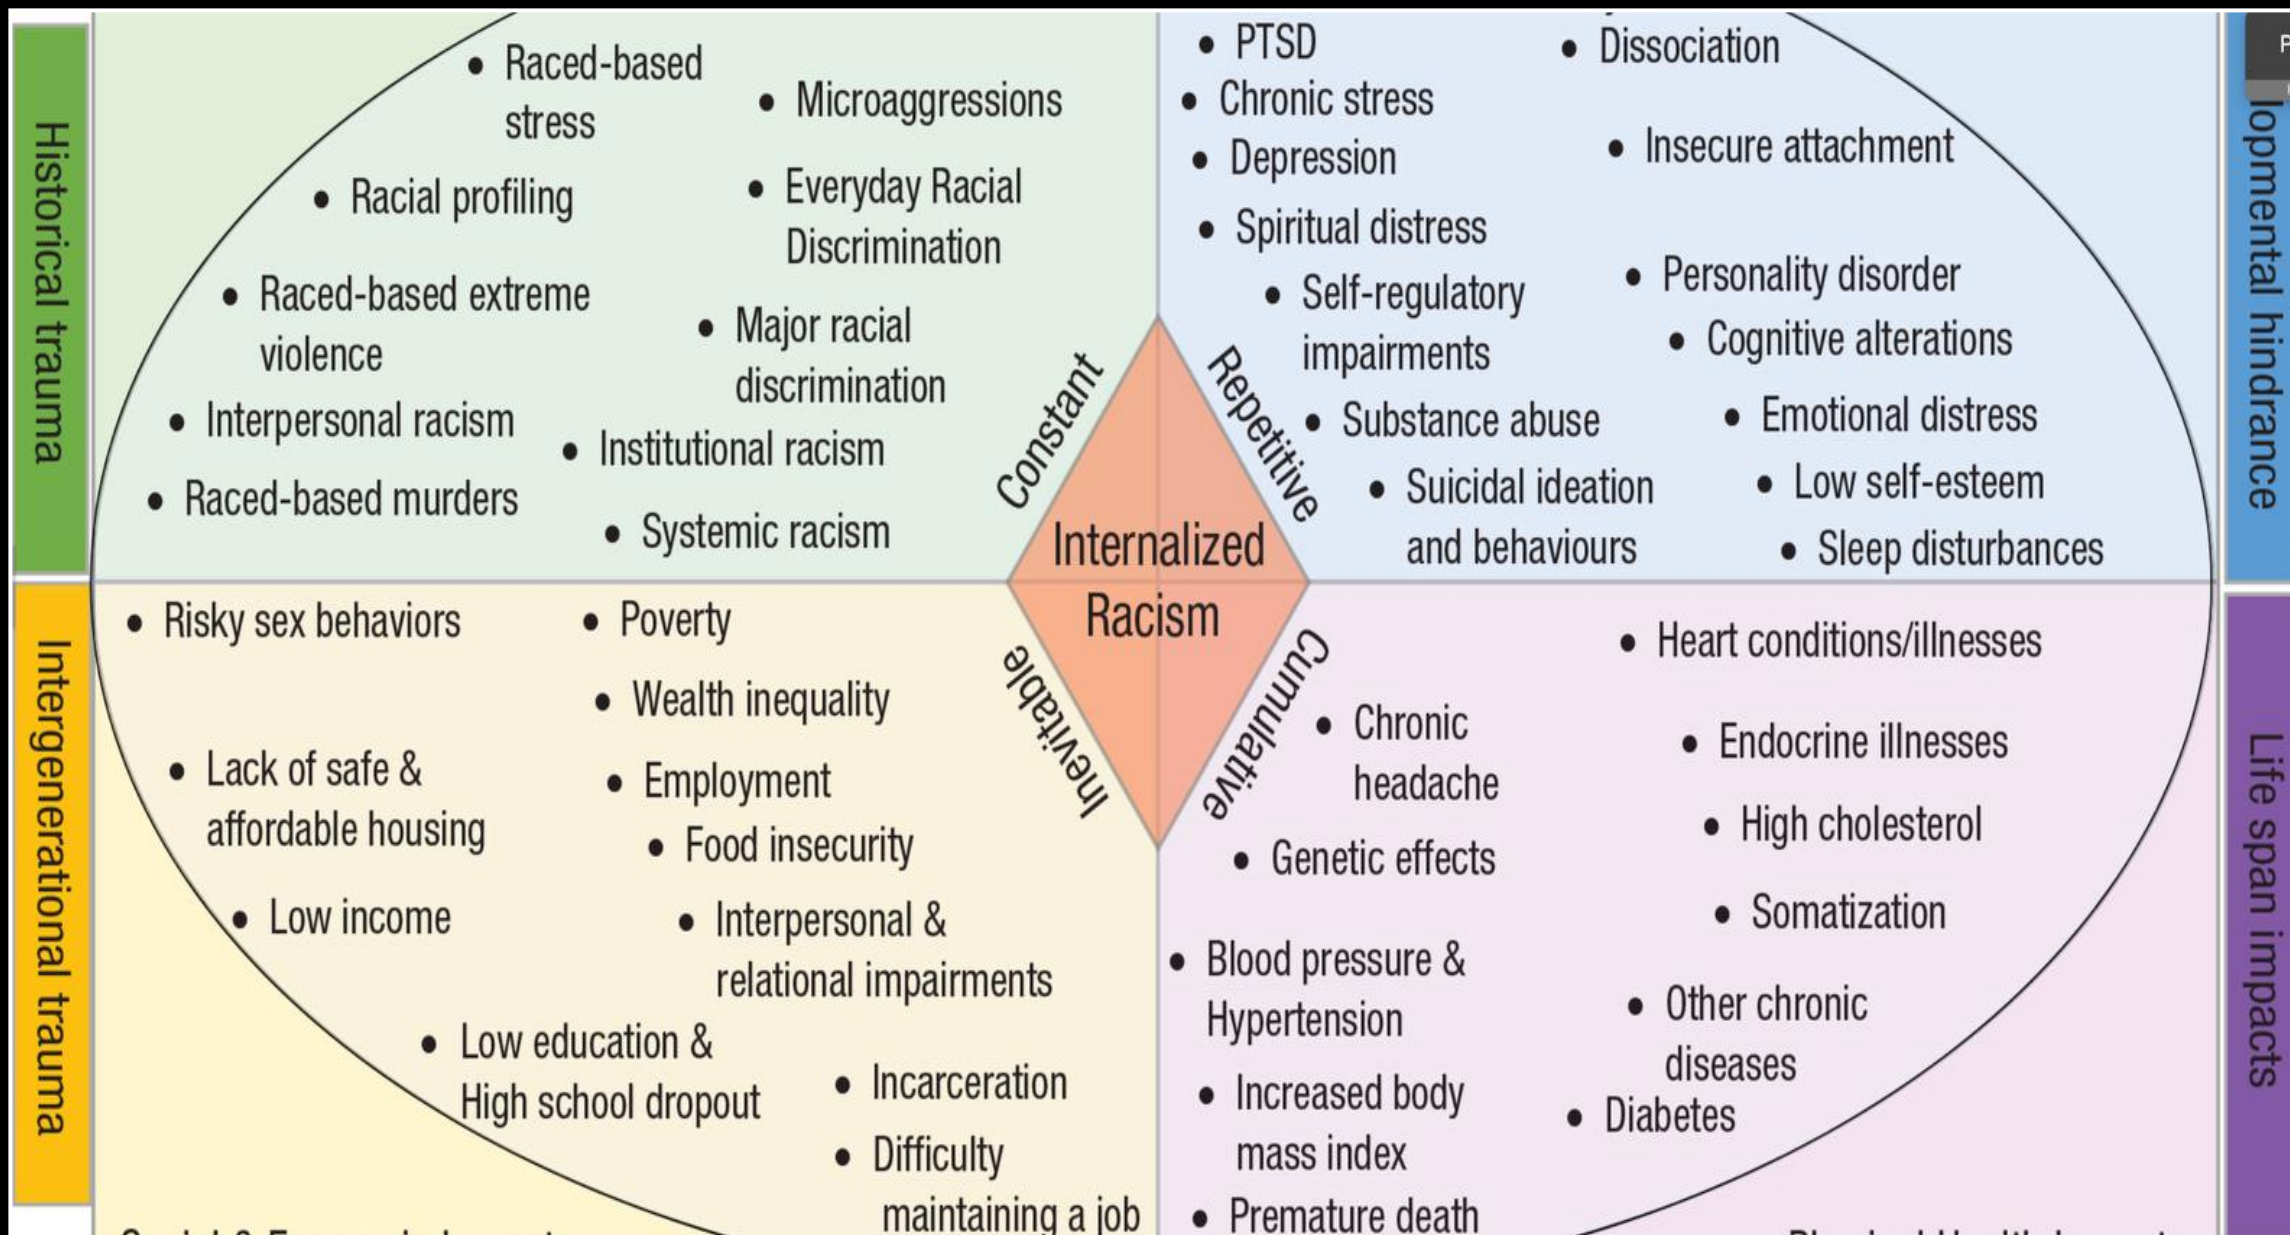 Historical trauma
Raced-based
stress
Microaggressions
Racial profiling
Everyday Racial
Discrimination
Raced-based extreme
violence
Major racial
discrimination
Interpersonal racism
Institutional racism
Raced-based murders
Systemic racism
Constant
PTSD
Dissociation
Chronic stress
Insecure attachment
Depression
Spiritual distress
Self-regulatory
impairments
Personality disorder
Cognitive alterations
Substance abuse
Emotional distress
Suicidal ideation
and behaviours
Low self-esteem
Sleep disturbances
Repetitive
hindrance
Internalized
Racism
Intergenerational trauma
Risky sex behaviors
Poverty
Wealth inequality
Lack of safe &
affordable housing
Employment
Food insecurity
Low income
Interpersonal &
relational impairments
Low education &
High school dropout
Incarceration
Difficulty
maintaining a job
Inevitable
Cumulative
Heart conditions/illnesses
Chronic
headache
Endocrine illnesses
High cholesterol
Genetic effects
Somatization
Blood pressure &
Hypertension
Other chronic
diseases
Increased body
mass index
Diabetes
Premature death
Life span impacts